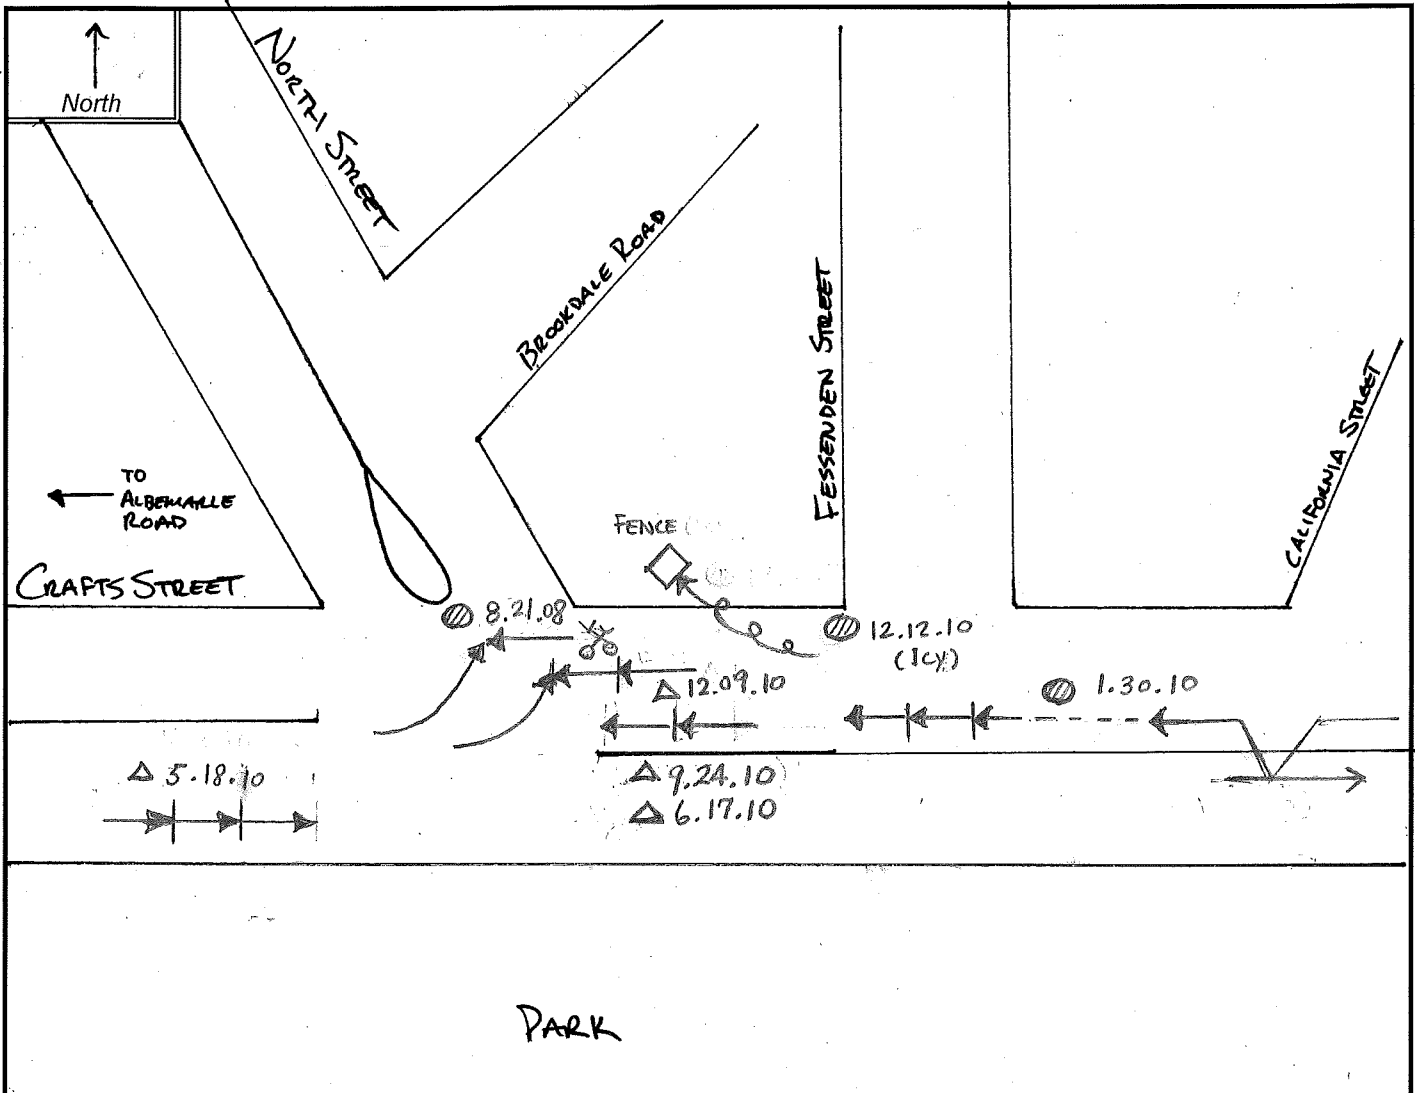 North
NORTH STREET
BROOKDALE ROAD
FESSENDEN STREET
CALIFORNIA STREET
TO
ALBEMARLE
ROAD
CRAFTS STREET
FENCE
8.21.08
12.12.10
(ICY)
12.09.10
1.30.10
5.18.10
9.24.10
6.17.10
PARK